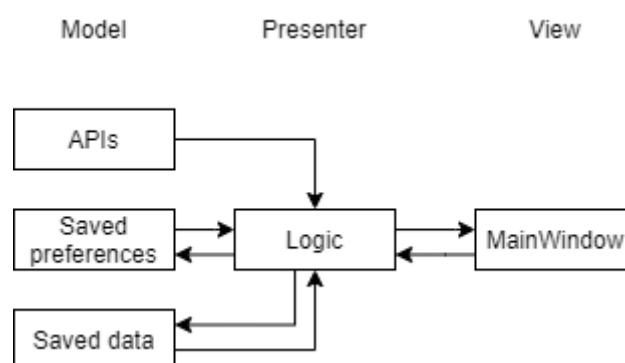 Model Presenter View
APIs
Saved
preferences
Logic
MainWindow
Saved data